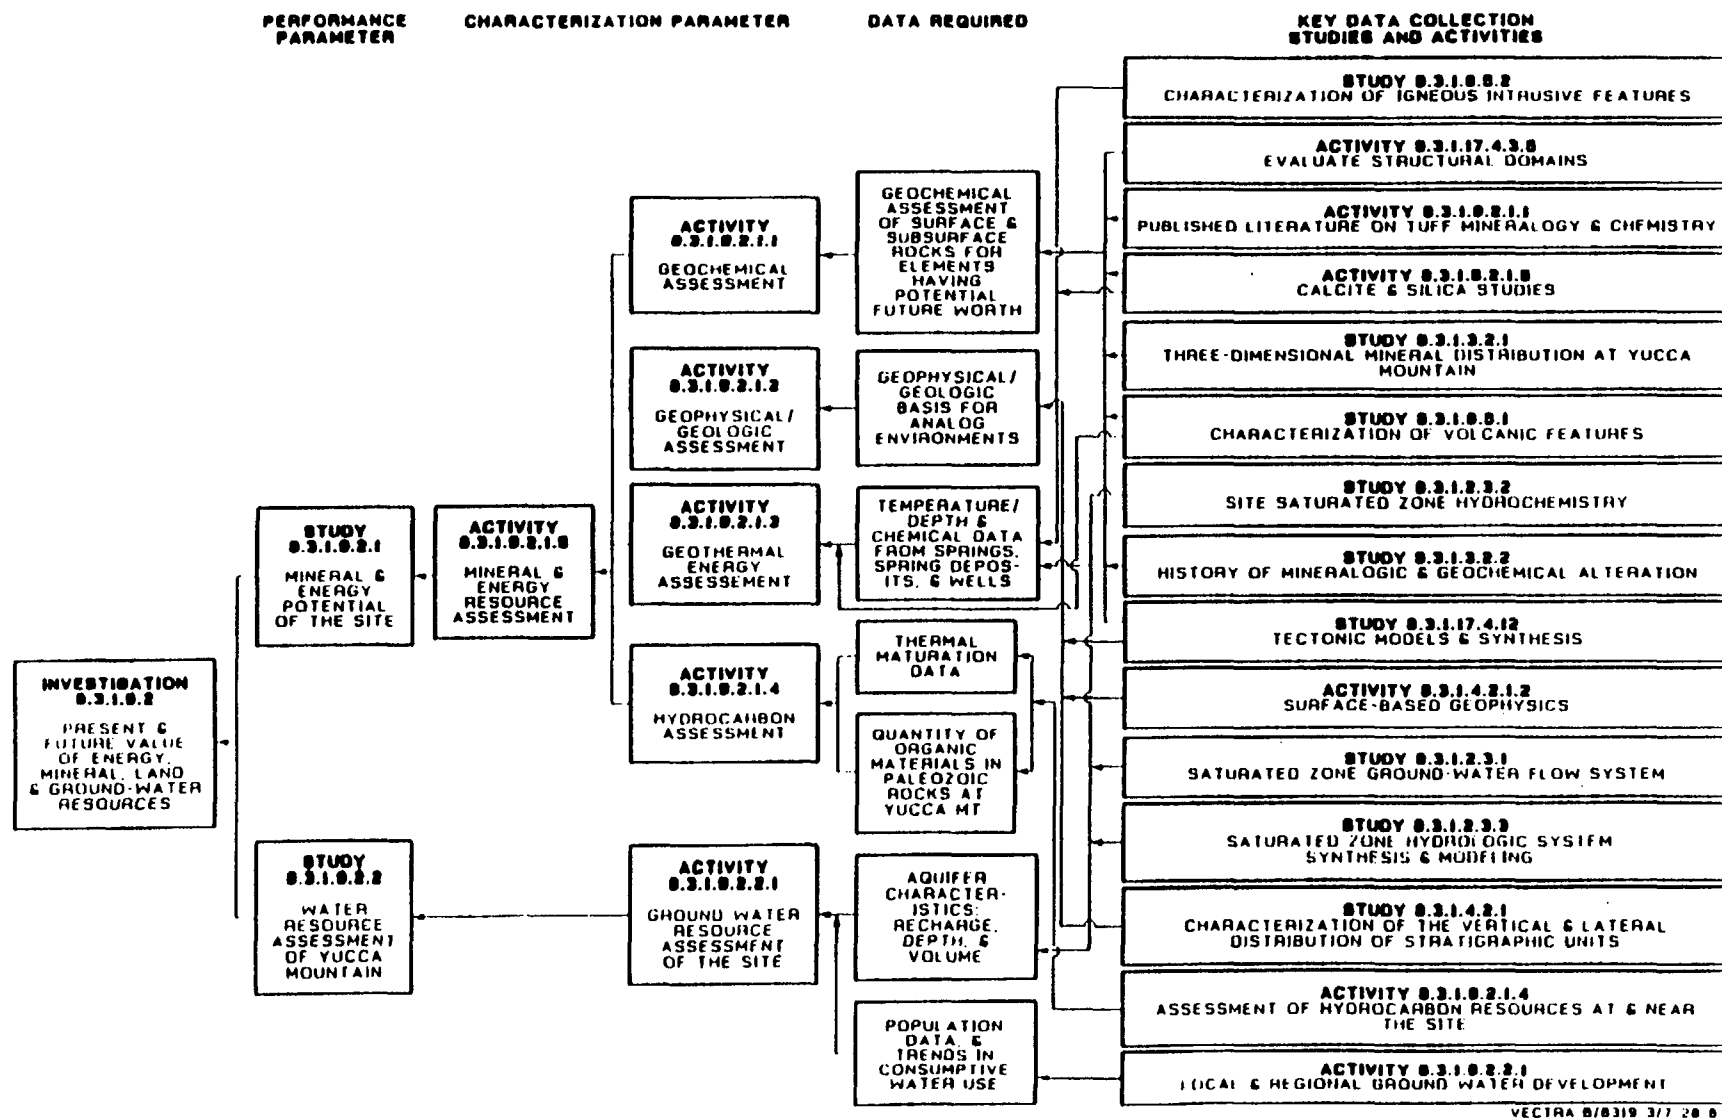 PERFORMANCE
PARAMETER
CHARACTERIZATION PARAMETER
DATA REQUIRED
KEY DATA COLLECTION
STUDIES AND ACTIVITIES
INVESTIGATION
8.3.1.9.2
PRESENT &
FUTURE VALUE
OF ENERGY,
MINERAL, LAND
& GROUND-WATER
RESOURCES
STUDY
8.3.1.9.2.1
MINERAL &
ENERGY
POTENTIAL
OF THE SITE
STUDY
8.3.1.9.2.2
WATER
RESOURCE
ASSESSMENT
OF YUCCA
MOUNTAIN
ACTIVITY
8.3.1.9.2.1.5
MINERAL &
ENERGY
RESOURCE
ASSESSMENT
ACTIVITY
8.3.1.9.2.1.1
GEOCHEMICAL
ASSESSMENT
ACTIVITY
8.3.1.9.2.1.2
GEOPHYSICAL/
GEOLOGIC
ASSESSMENT
ACTIVITY
8.3.1.9.2.1.3
GEOTHERMAL
ENERGY
ASSESSEMENT
ACTIVITY
8.3.1.9.2.1.4
HYDROCARBON
ASSESSMENT
ACTIVITY
8.3.1.9.2.2.1
GROUND WATER
RESOURCE
ASSESSMENT
OF THE SITE
GEOCHEMICAL
ASSESSMENT
OF SURFACE &
SUBSURFACE
ROCKS FOR
ELEMENTS
HAVING
POTENTIAL
FUTURE WORTH
GEOPHYSICAL/
GEOLOGIC
BASIS FOR
ANALOG
ENVIRONMENTS
TEMPERATURE/
DEPTH &
CHEMICAL DATA
FROM SPRINGS,
SPRING DEPOS-
ITS, & WELLS
THERMAL
MATURATION
DATA
QUANTITY OF
ORGANIC
MATERIALS IN
PALEOZOIC
ROCKS AT
YUCCA MT
AQUIFER
CHARACTER-
ISTICS:
RECHARGE,
DEPTH, &
VOLUME
POPULATION
DATA, &
TRENDS IN
CONSUMPTIVE
WATER USE
STUDY 8.3.1.8.5.2
CHARACTERIZATION OF IGNEOUS INTRUSIVE FEATURES
ACTIVITY 8.3.1.17.4.3.5
EVALUATE STRUCTURAL DOMAINS
ACTIVITY 8.3.1.9.2.1.1
PUBLISHED LITERATURE ON TUFF MINERALOGY & CHEMISTRY
ACTIVITY 8.3.1.5.2.1.5
CALCITE & SILICA STUDIES
STUDY 8.3.1.3.2.1
THREE-DIMENSIONAL MINERAL DISTRIBUTION AT YUCCA
MOUNTAIN
STUDY 8.3.1.8.5.1
CHARACTERIZATION OF VOLCANIC FEATURES
STUDY 8.3.1.2.3.2
SITE SATURATED ZONE HYDROCHEMISTRY
STUDY 8.3.1.3.2.2
HISTORY OF MINERALOGIC & GEOCHEMICAL ALTERATION
STUDY 8.3.1.17.4.12
TECTONIC MODELS & SYNTHESIS
ACTIVITY 8.3.1.4.2.1.2
SURFACE-BASED GEOPHYSICS
STUDY 8.3.1.2.3.1
SATURATED ZONE GROUND-WATER FLOW SYSTEM
STUDY 8.3.1.2.3.3
SATURATED ZONE HYDROLOGIC SYSTEM
SYNTHESIS & MODELING
STUDY 8.3.1.4.2.1
CHARACTERIZATION OF THE VERTICAL & LATERAL
DISTRIBUTION OF STRATIGRAPHIC UNITS
ACTIVITY 8.3.1.9.2.1.4
ASSESSMENT OF HYDROCARBON RESOURCES AT & NEAR
THE SITE
ACTIVITY 8.3.1.9.2.2.1
LOCAL & REGIONAL GROUND WATER DEVELOPMENT
VECTRA